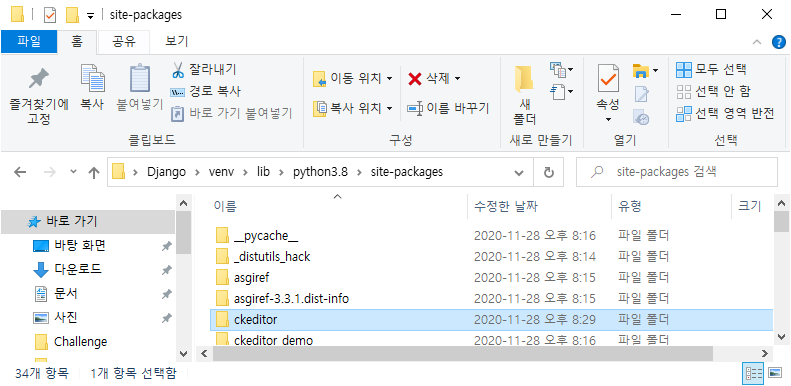 site-packages
파일 홈 공유 보기
즐겨찾기에 고정
복사
붙여넣기
잘라내기
경로 복사
바로 가기 붙여넣기
클립보드
이동 위치
복사 위치
삭제
이름 바꾸기
구성
새 폴더
새로 만들기
속성
열기
모두 선택
선택 안 함
선택 영역 반전
선택
Django venv lib python3.8 site-packages
site-packages 검색
바로 가기
바탕 화면
다운로드
문서
사진
Challenge
이름 수정한 날짜 유형 크기
__pycache__ 2020-11-28 오후 8:16 파일 폴더
_distutils_hack 2020-11-28 오후 8:14 파일 폴더
asgiref 2020-11-28 오후 8:15 파일 폴더
asgiref-3.3.1.dist-info 2020-11-28 오후 8:15 파일 폴더
ckeditor 2020-11-28 오후 8:29 파일 폴더
ckeditor_demo 2020-11-28 오후 8:16 파일 폴더
34개 항목 1개 항목 선택함